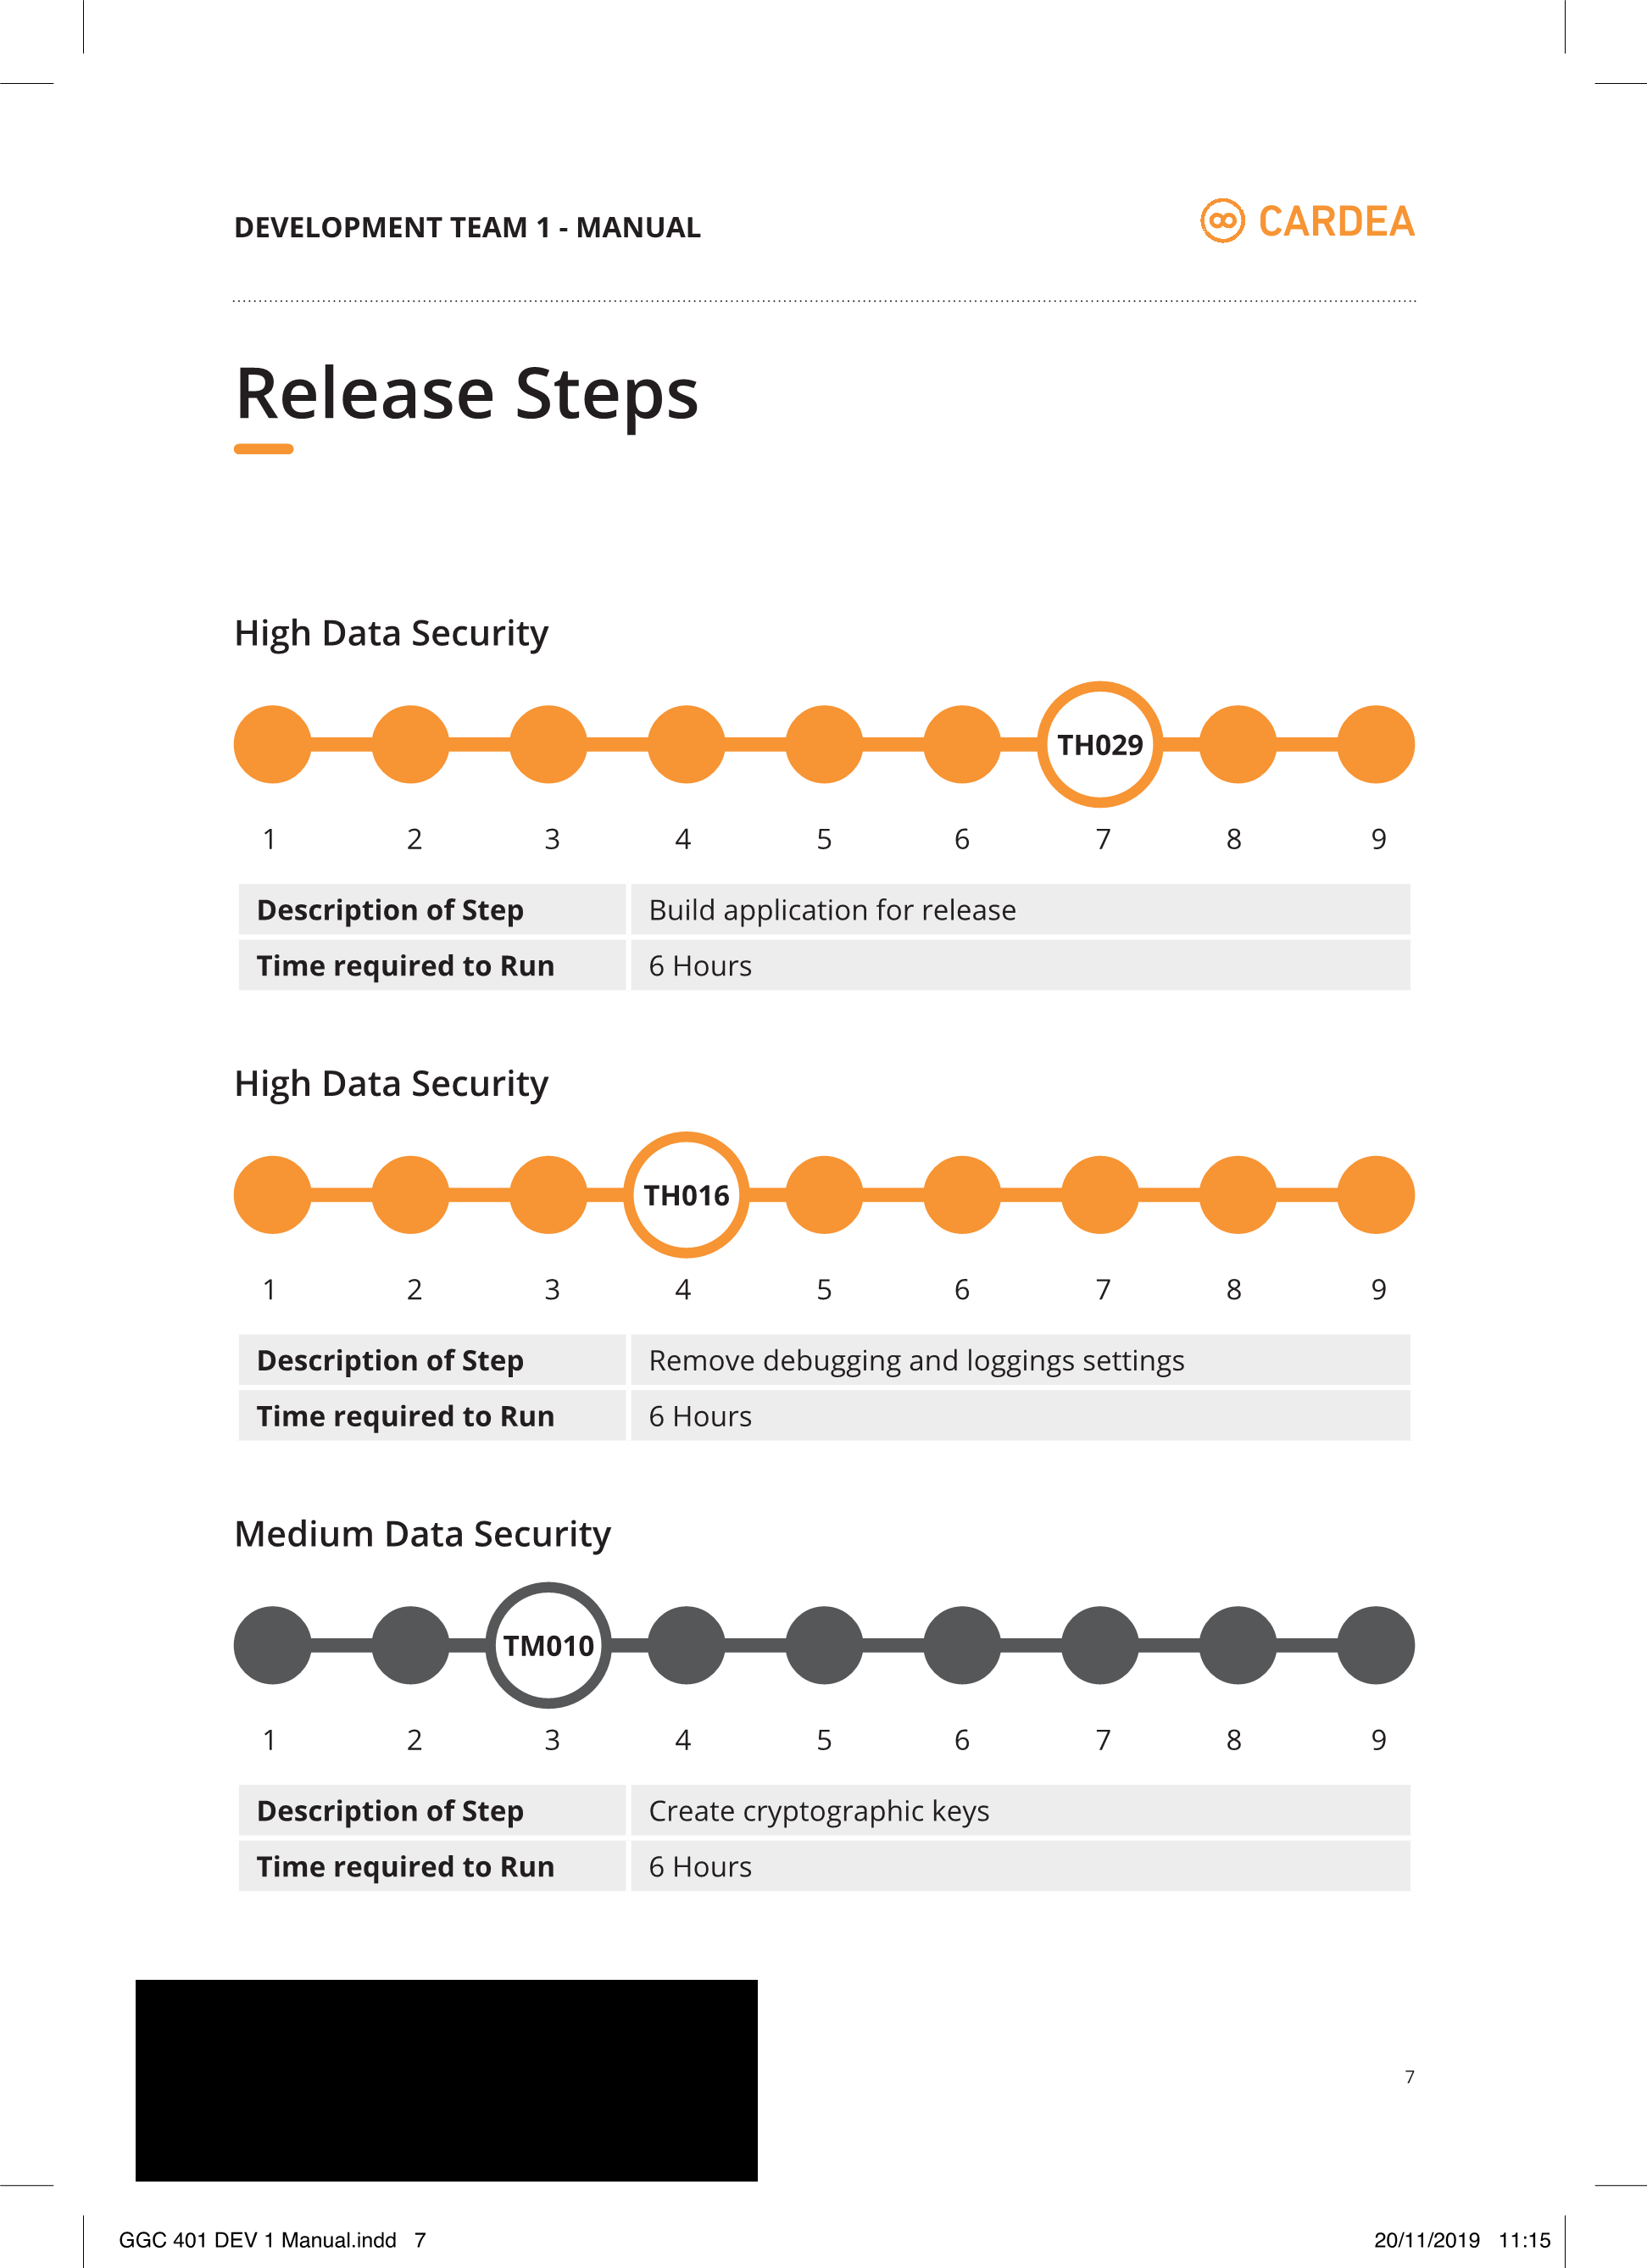 DEVELOPMENT TEAM 1 - MANUAL
CARDEA
Release Steps
High Data Security
TH029
1 2 3 4 5 6 7 8 9
Description of Step Build application for release
Time required to Run 6 Hours
High Data Security
TH016
1 2 3 4 5 6 7 8 9
Description of Step Remove debugging and loggings settings
Time required to Run 6 Hours
Medium Data Security
TM010
1 2 3 4 5 6 7 8 9
Description of Step Create cryptographic keys
Time required to Run 6 Hours
7
GGC 401 DEV 1 Manual.indd 7
20/11/2019 11:15